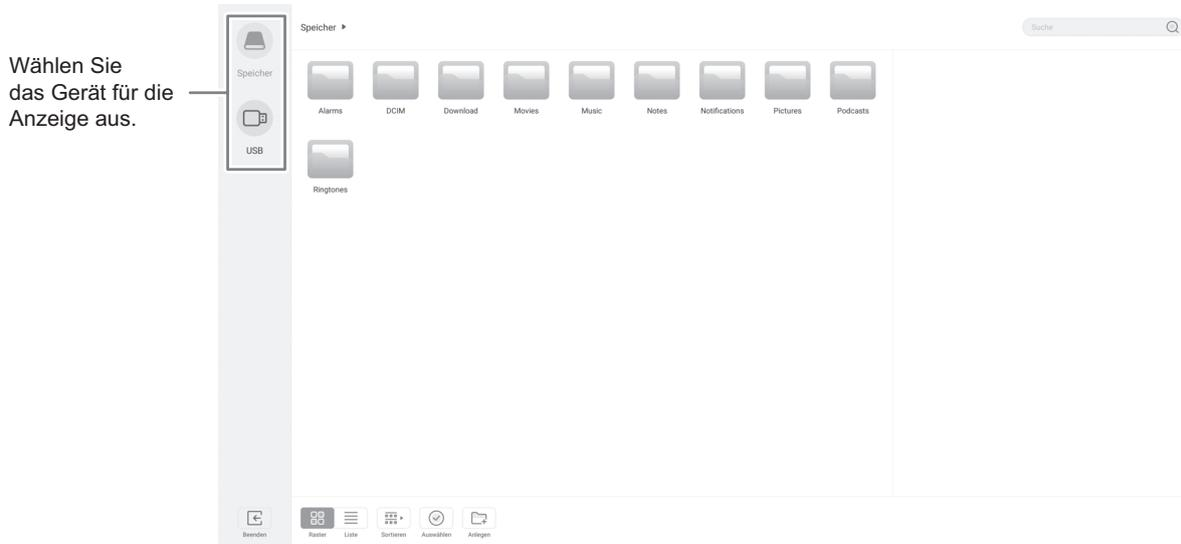 Wählen Sie
das Gerät für die
Anzeige aus.
Speicher
USB
Beenden
Speicher
Suche
Alarms DCIM Download Movies Music Notes Notifications Pictures Podcasts
Ringtones
Raster Liste Sortieren Auswählen Anlegen